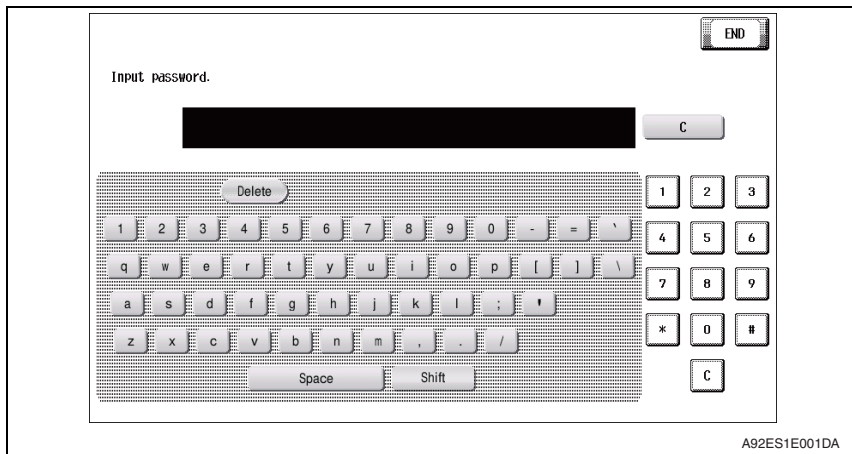 END
Input password.
C
Delete
1 2 3 4 5 6 7 8 9 0 - = `
q w e r t y u i o p [ ] \
a s d f g h j k l ; '
z x c v b n m , . /
Space Shift
1 2 3
4 5 6
7 8 9
* 0 #
C
A92ES1E001DA